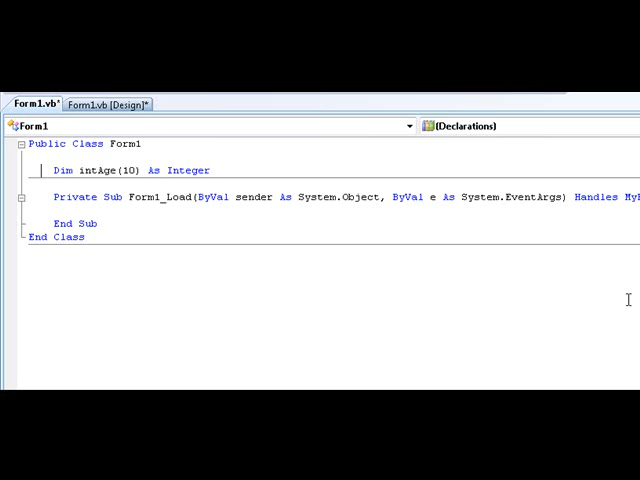 Form1.vb* Form1.vb [Design]*
Form1 (Declarations)
Public Class Form1
Dim intAge(10) As Integer
Private Sub Form1_Load(ByVal sender As System.Object, ByVal e As System.EventArgs) Handles
End Sub
End Class